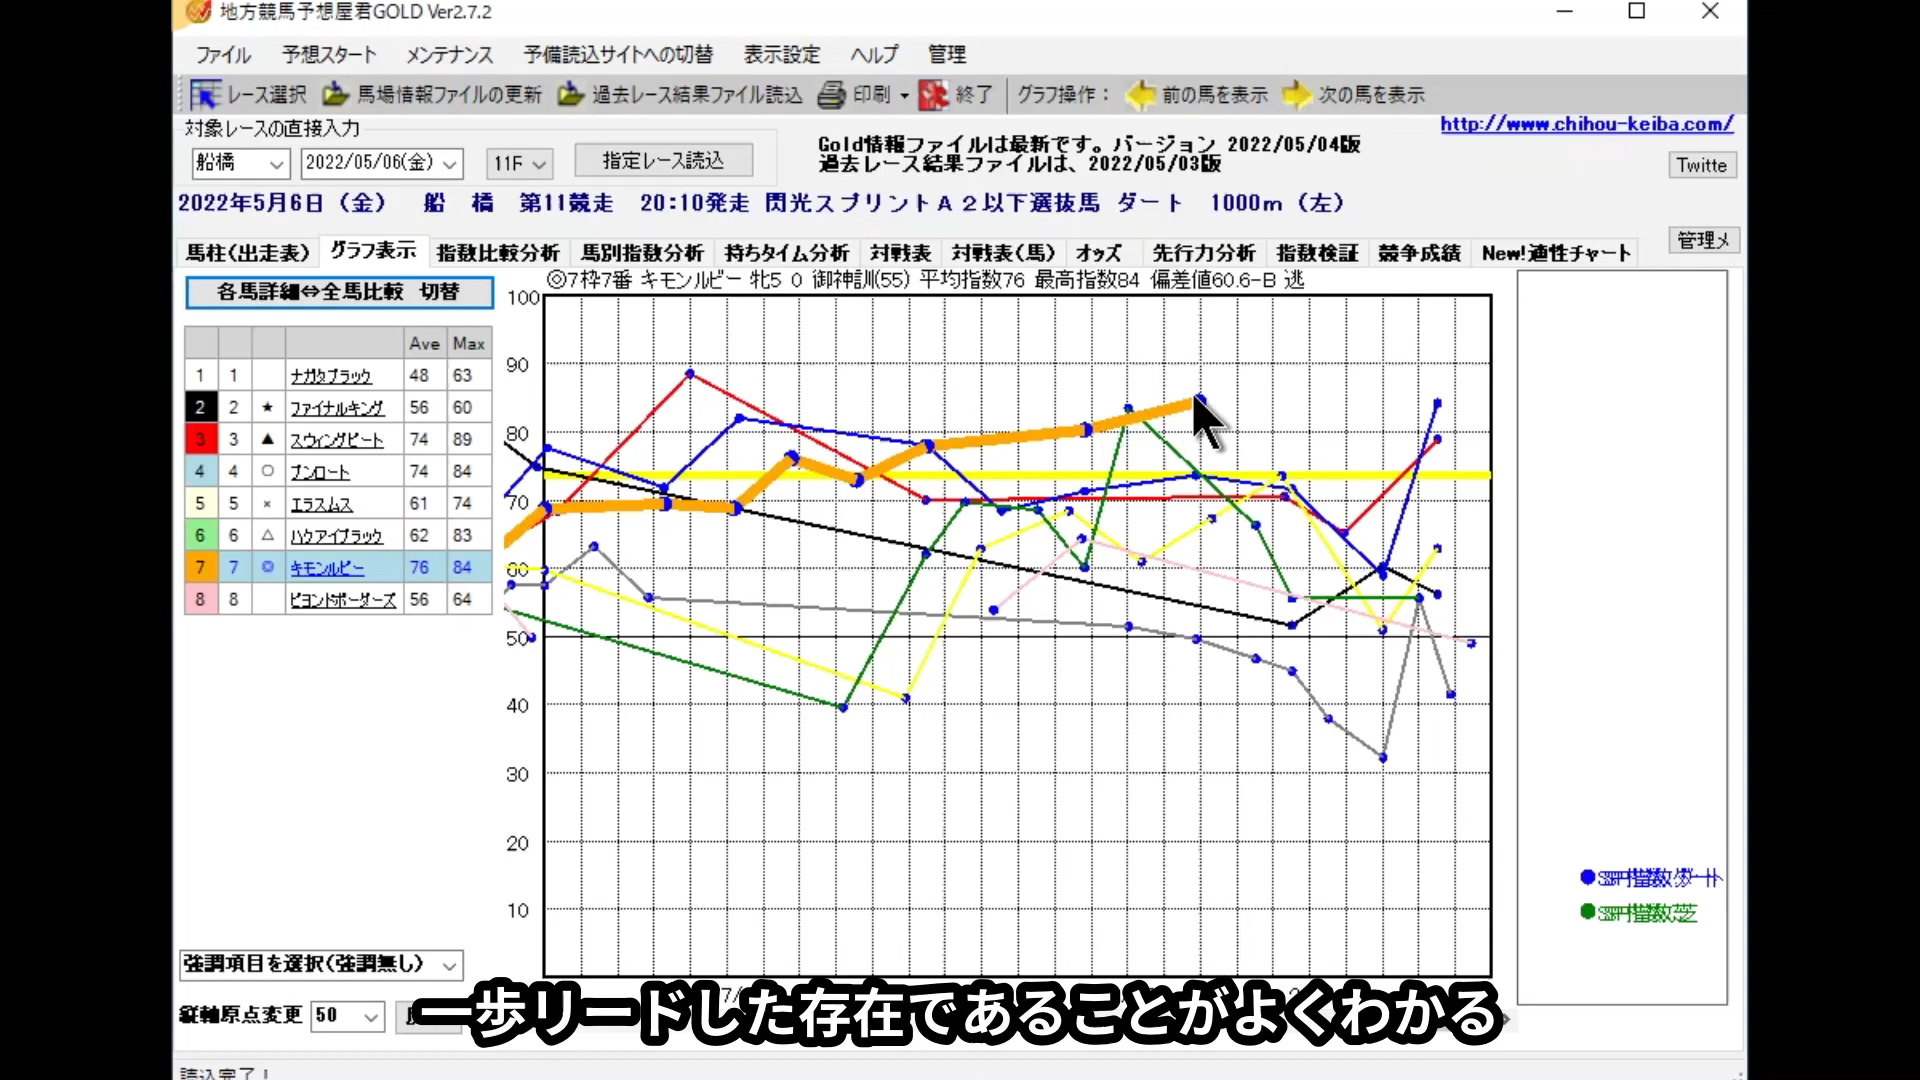 地方競馬予想屋君GOLD Ver2.7.2
ファイル 予想スタート メンテナンス 予備読込サイトへの切替 表示設定 ヘルプ 管理
レース選択 馬場情報ファイルの更新 過去レース結果ファイル読込 印刷 終了 グラフ操作： 前の馬を表示 次の馬を表示
対象レースの直接入力
http://www.chihou-keiba.com/
船橋 2022/05/06(金) 11R 指定レース読込
Gold情報ファイルは最新です。バージョン 2022/05/04版
過去レース結果ファイルは、2022/05/03版
Twitte
2022年5月6日（金） 船 橋 第11競走 20:10発走 閃光スプリントＡ２以下選抜馬 ダート 1000m（左）
管理メ
馬柱(出走表) グラフ表示 指数比較分析 馬別指数分析 持ちタイム分析 対戦表 対戦表(馬) オッズ 先行力分析 指数検証 競争成績 New!適性チャート
各馬詳細⇔全馬比較 切替
◎7枠7番 キモンルビー 牝5 0 御神訓(55) 平均指数76 最高指数84 偏差値60.6-B 逃
Ave Max
1 1 ナガタブラック 48 63
2 2 ★ ファイナルキング 56 60
3 3 ▲ スウィングビート 74 89
4 4 ○ ブンロート 74 84
5 5 × エラスムス 61 74
6 6 △ ハクアイブラック 62 83
7 7 ◎ キモンルビー 76 84
8 8 ビヨンドボーダーズ 56 64
100
90
80
70
60
50
40
30
20
10
SPF指数ダート
SPF指数芝
強調項目を選択(強調無し)
縦軸原点変更 50
一歩リードした存在であることがよくわかる
読込完了！